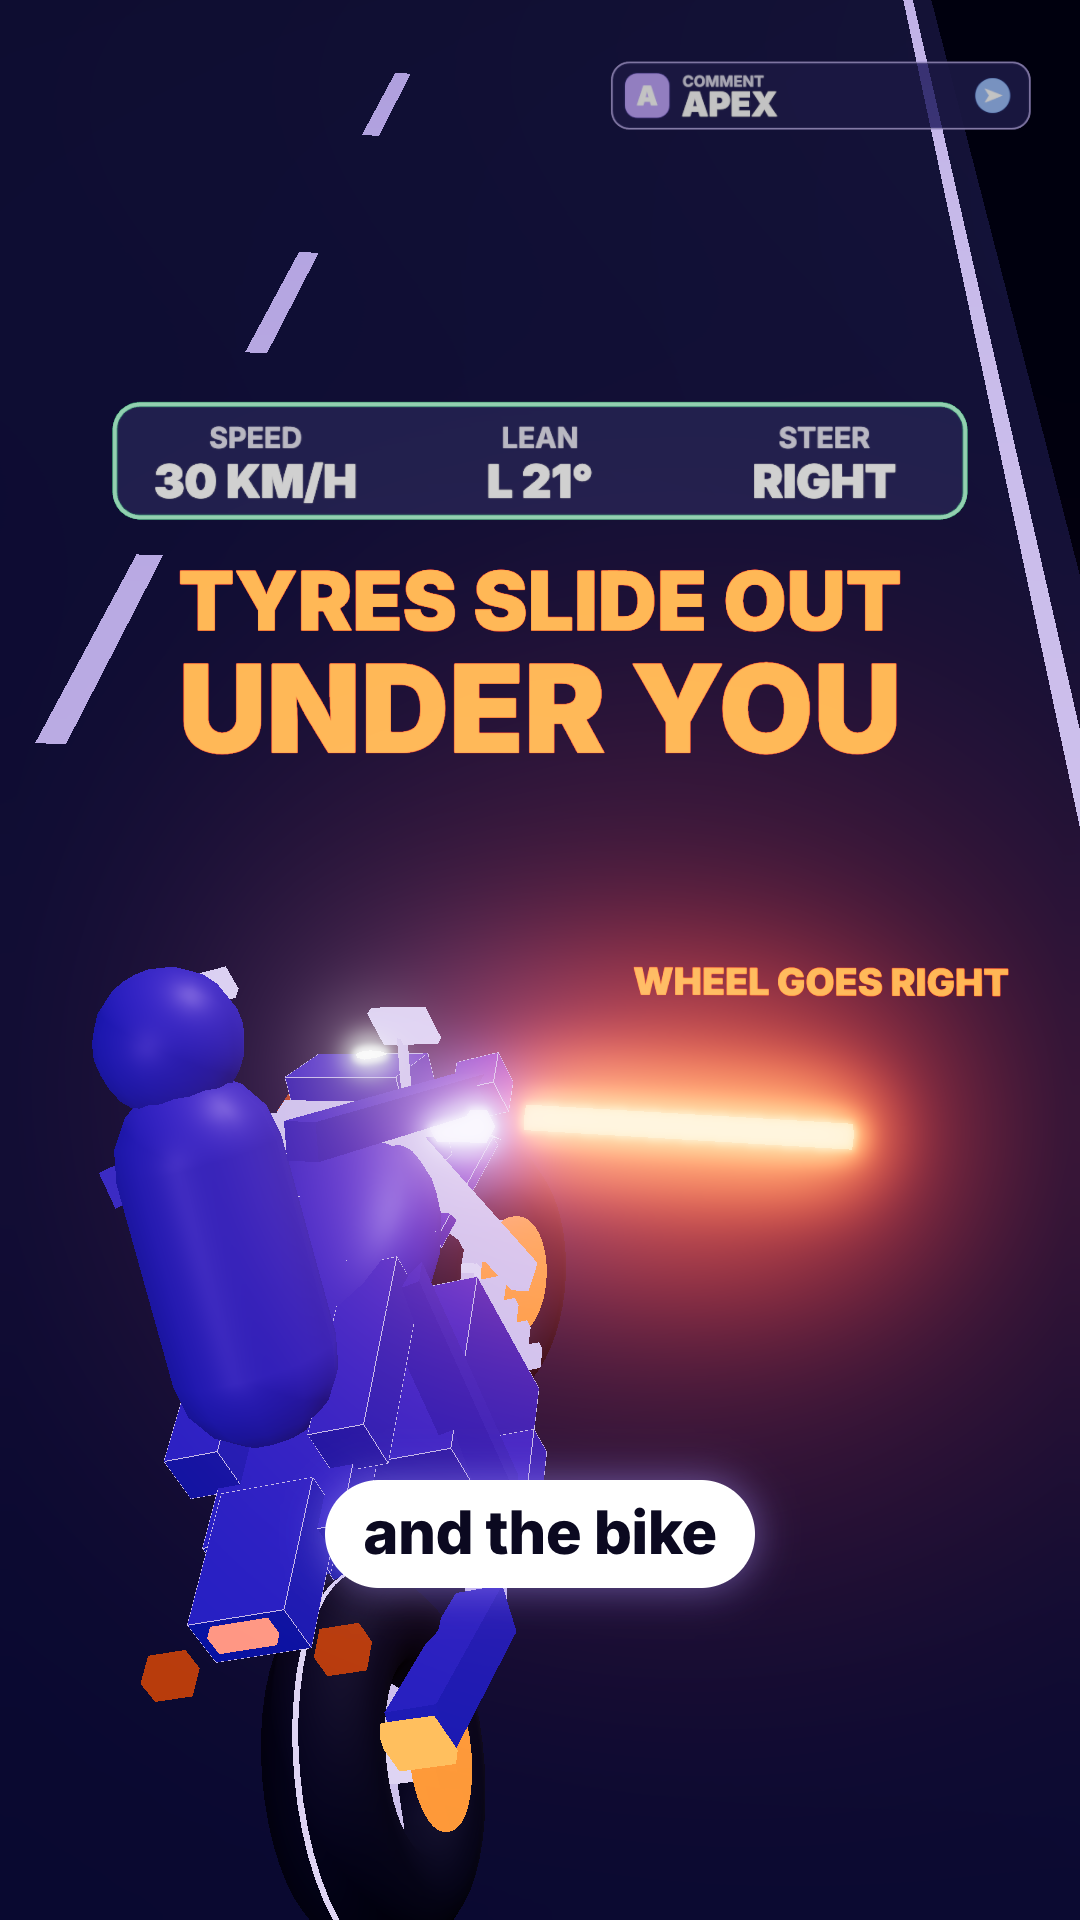 A
COMMENT
APEX
SPEED
30 KM/H
LEAN
L 21°
STEER
RIGHT
TYRES SLIDE OUT
UNDER YOU
WHEEL GOES RIGHT
and the bike